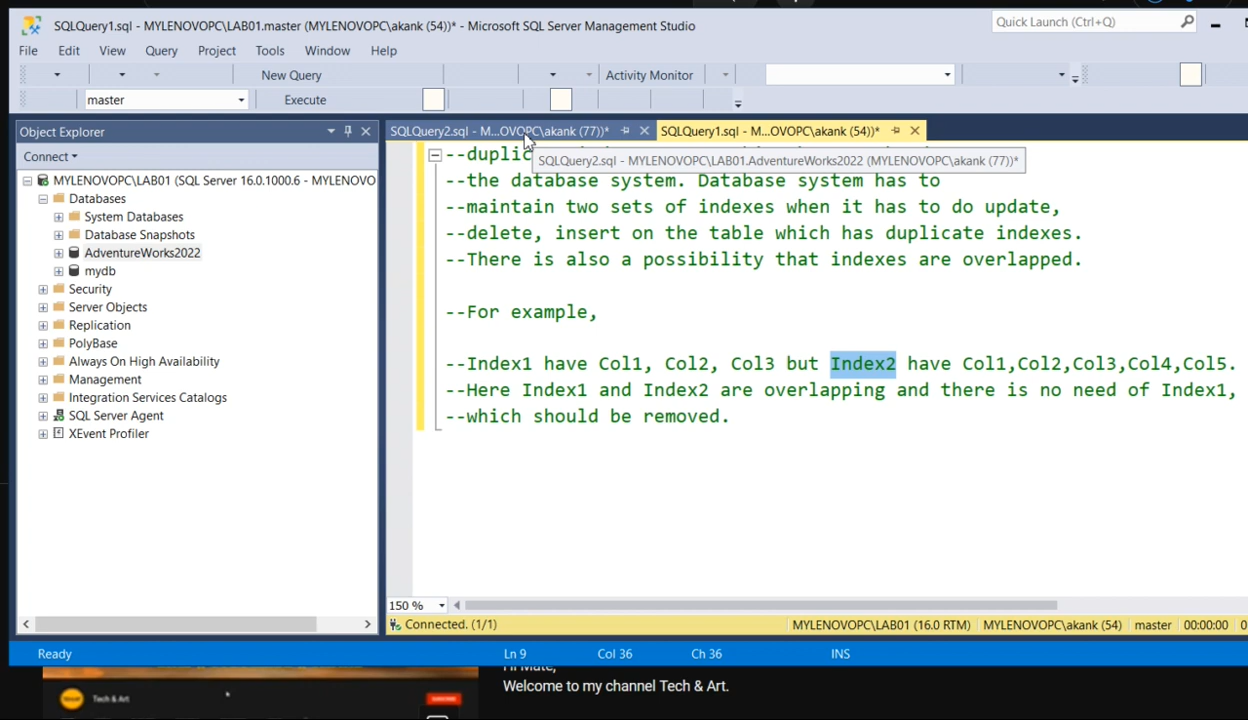 SQLQuery1.sql - MYLENOVOPC\LAB01.master (MYLENOVOPC\akank (54))* - Microsoft SQL Server Management Studio
Quick Launch (Ctrl+Q)
File Edit View Query Project Tools Window Help
New Query
Activity Monitor
master
Execute
Object Explorer
SQLQuery2.sql - M...OVOPC\akank (77))*
SQLQuery1.sql - M...OVOPC\akank (54))*
Connect
SQLQuery2.sql - MYLENOVOPC\LAB01.AdventureWorks2022 (MYLENOVOPC\akank (77))*
MYLENOVOPC\LAB01 (SQL Server 16.0.1000.6 - MYLENOVO
Databases
System Databases
Database Snapshots
AdventureWorks2022
mydb
Security
Server Objects
Replication
PolyBase
Always On High Availability
Management
Integration Services Catalogs
SQL Server Agent
XEvent Profiler
--duplic
--the database system. Database system has to
--maintain two sets of indexes when it has to do update,
--delete, insert on the table which has duplicate indexes.
--There is also a possibility that indexes are overlapped.
--For example,
--Index1 have Col1, Col2, Col3 but Index2 have Col1,Col2,Col3,Col4,Col5.
--Here Index1 and Index2 are overlapping and there is no need of Index1,
--which should be removed.
150 %
Connected. (1/1)
MYLENOVOPC\LAB01 (16.0 RTM)
MYLENOVOPC\akank (54)
master
00:00:00
0
Ready
Ln 9
Col 36
Ch 36
INS
Hi Mate,
Welcome to my channel Tech & Art.
Tech & Art
SUBSCRIBE